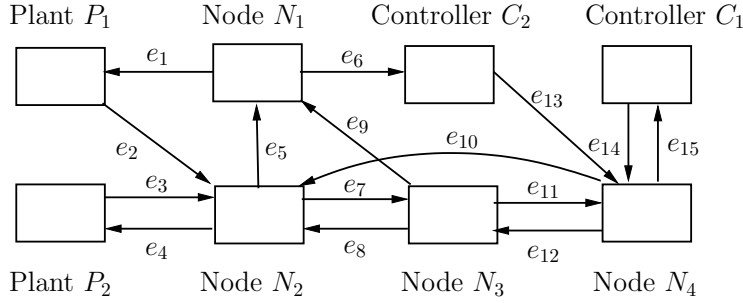 Plant P₁ Node N₁ Controller C₂ Controller C₁
e₁ e₆
e₁₃
e₂ e₅ e₉ e₁₀ e₁₄ e₁₅
e₃ e₇ e₁₁
e₄ e₈ e₁₂
Plant P₂ Node N₂ Node N₃ Node N₄